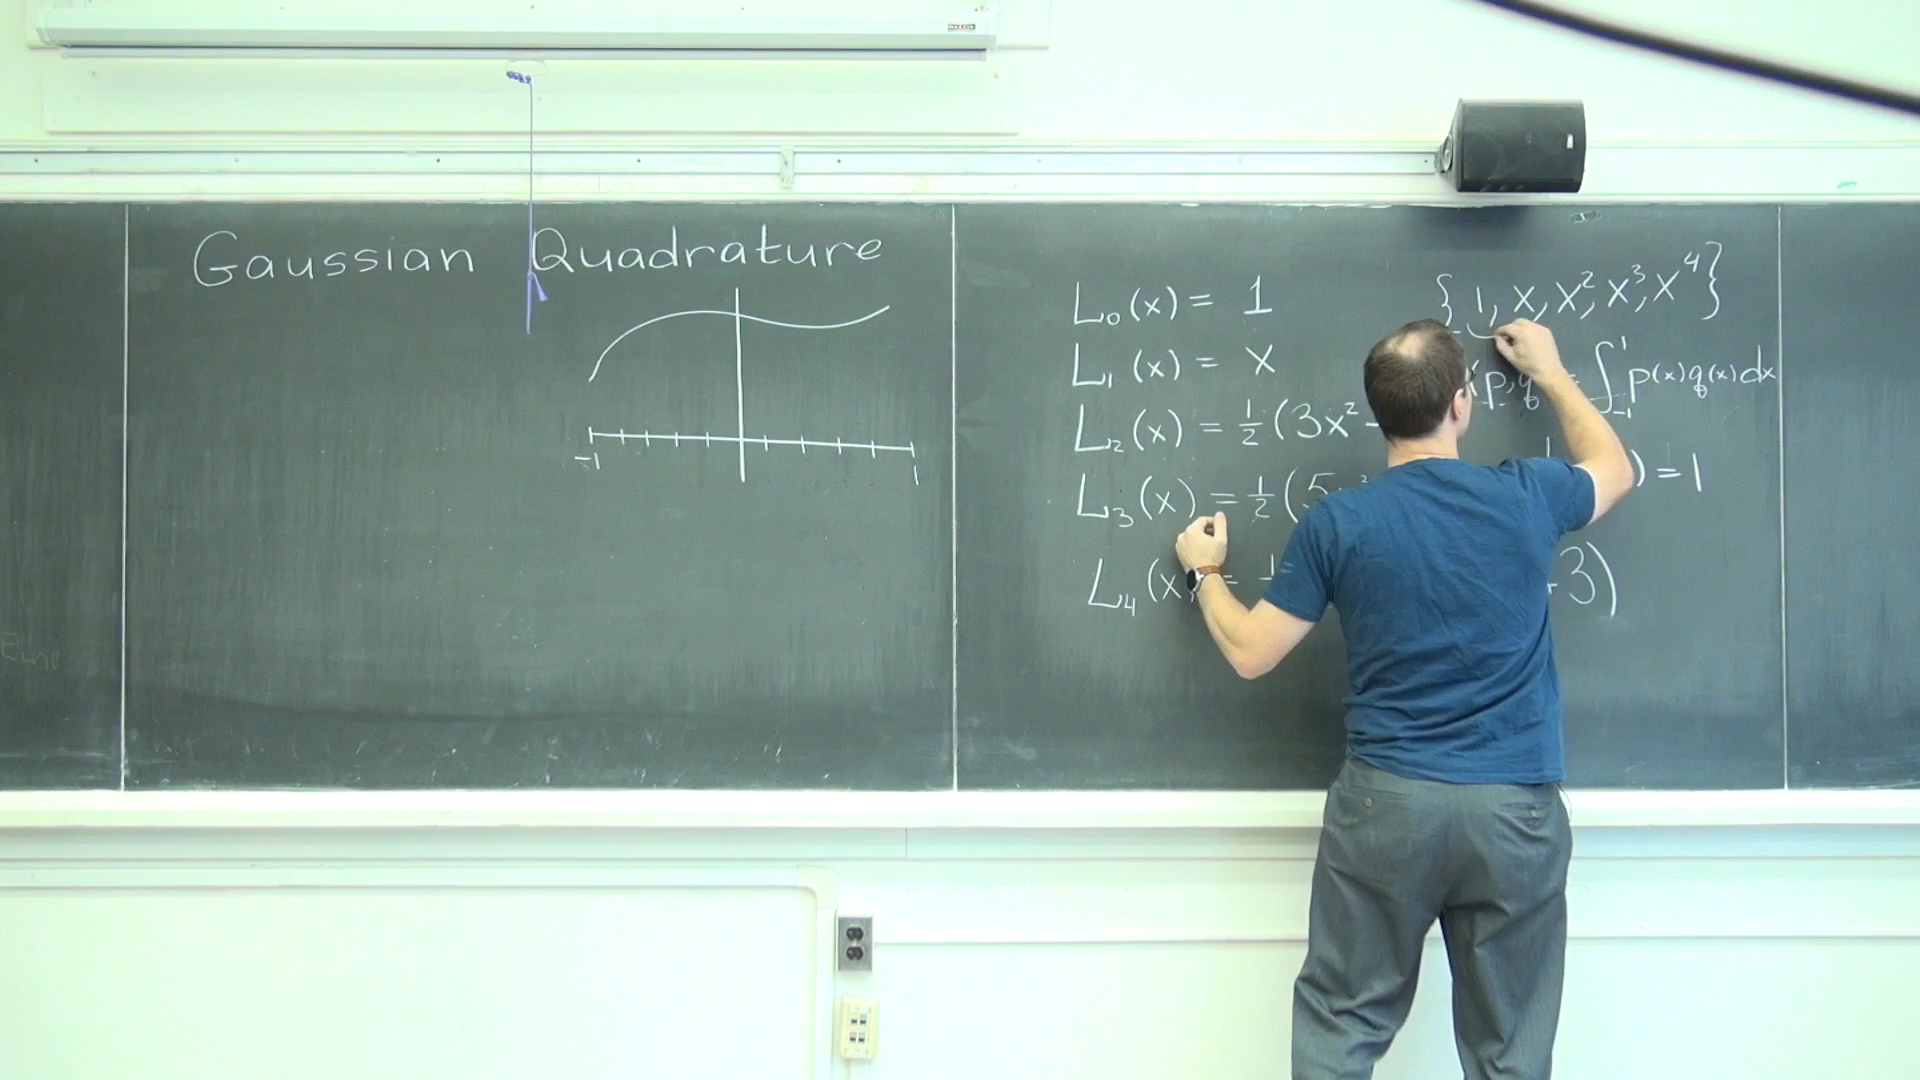 Gaussian Quadrature
-1 1
L₀(x) = 1
L₁(x) = x
L₂(x) = ½(3x²
L₃(x) = ½(5
L₄(x = +3)
{1, x, x², x³, x⁴}
(p,q = ∫₋₁¹ p(x)q(x)dx
) = 1